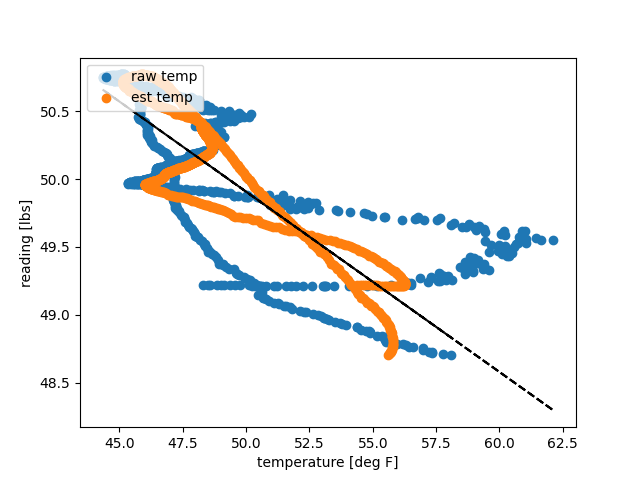 raw temp
est temp
50.5
50.0
49.5
49.0
48.5
reading [lbs]
45.0 47.5 50.0 52.5 55.0 57.5 60.0 62.5
temperature [deg F]